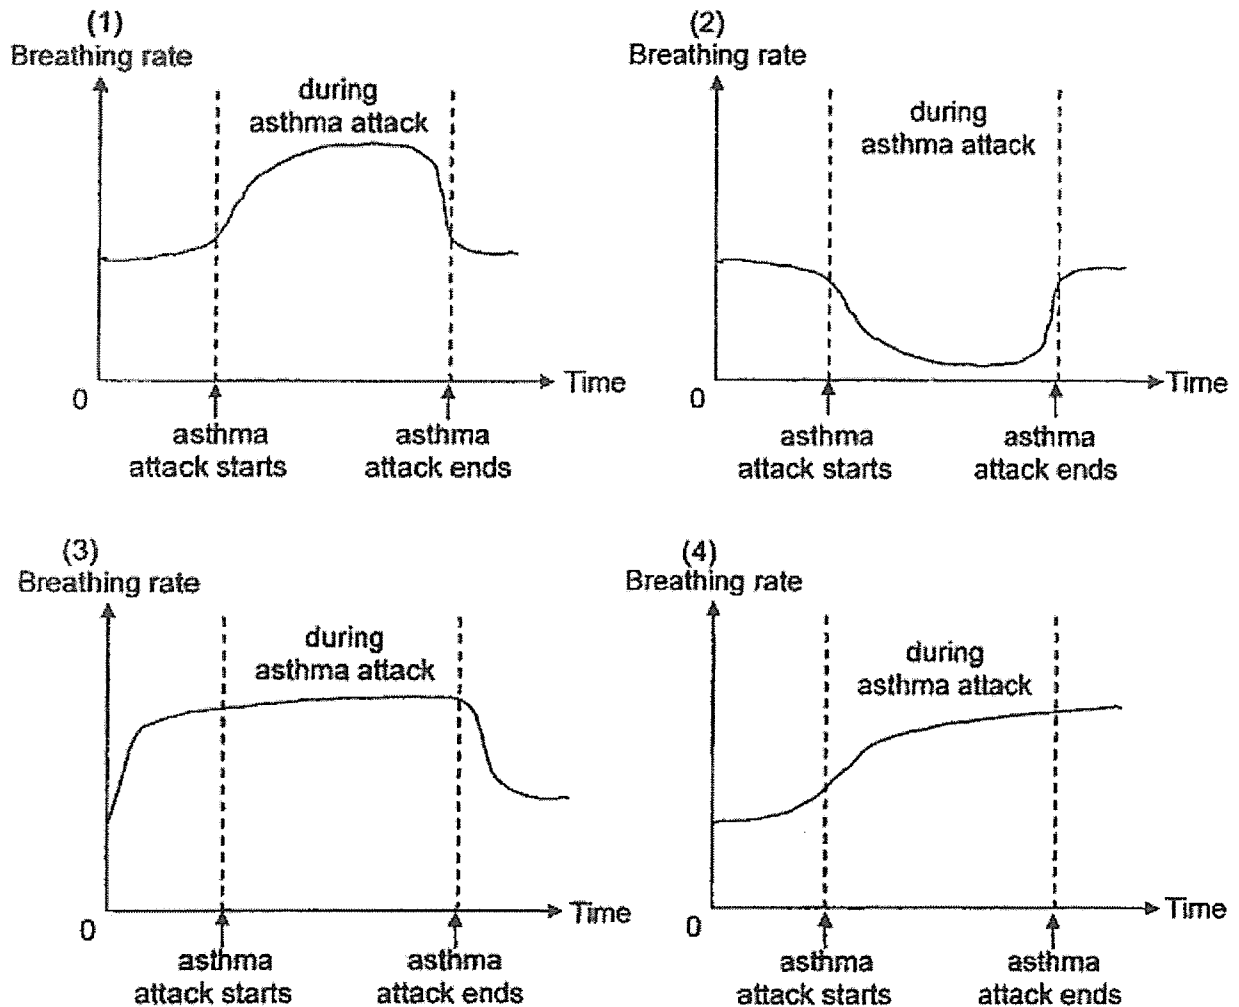 (1)
Breathing rate
during
asthma attack
0
Time
asthma
attack starts
asthma
attack ends
(2)
Breathing rate
during
asthma attack
0
Time
asthma
attack starts
asthma
attack ends
(3)
Breathing rate
during
asthma attack
0
Time
asthma
attack starts
asthma
attack ends
(4)
Breathing rate
during
asthma attack
0
Time
asthma
attack starts
asthma
attack ends